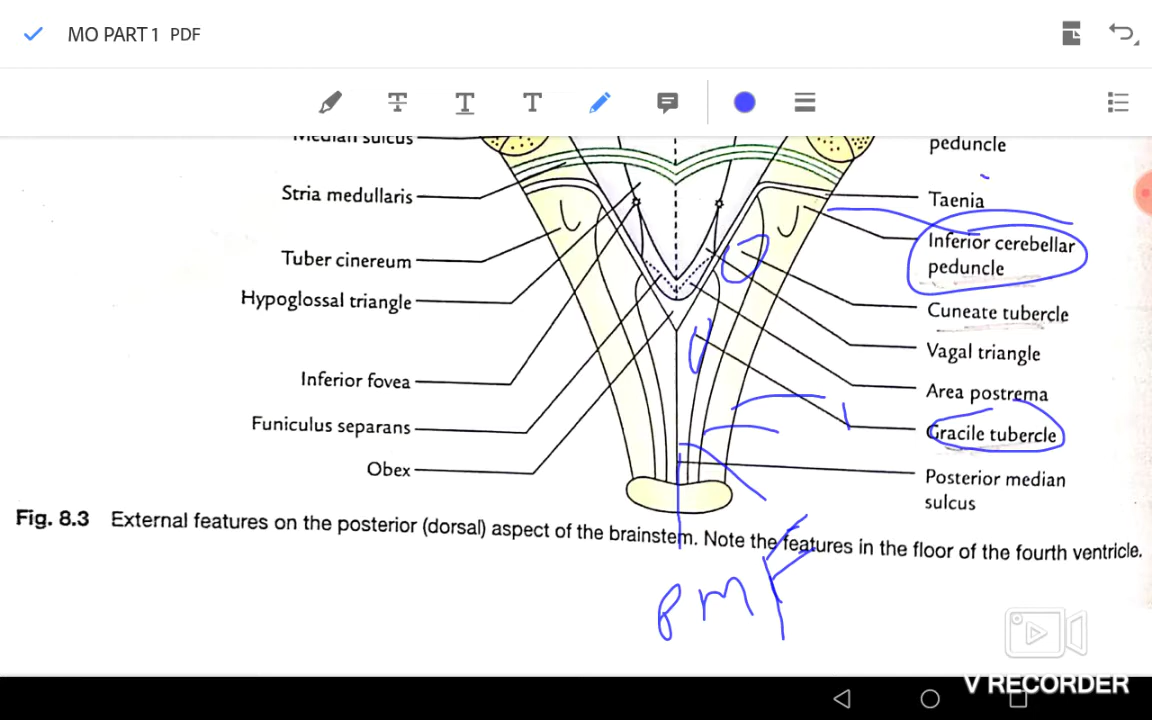 MO PART 1 PDF
Median sulcus
peduncle
Stria medullaris
Taenia
Tuber cinereum
Inferior cerebellar
peduncle
Hypoglossal triangle
Cuneate tubercle
Vagal triangle
Inferior fovea
Area postrema
Funiculus separans
Gracile tubercle
Obex
Posterior median
sulcus
Fig. 8.3 External features on the posterior (dorsal) aspect of the brainstem. Note the features in the floor of the fourth ventricle.
PMF
V RECORDER